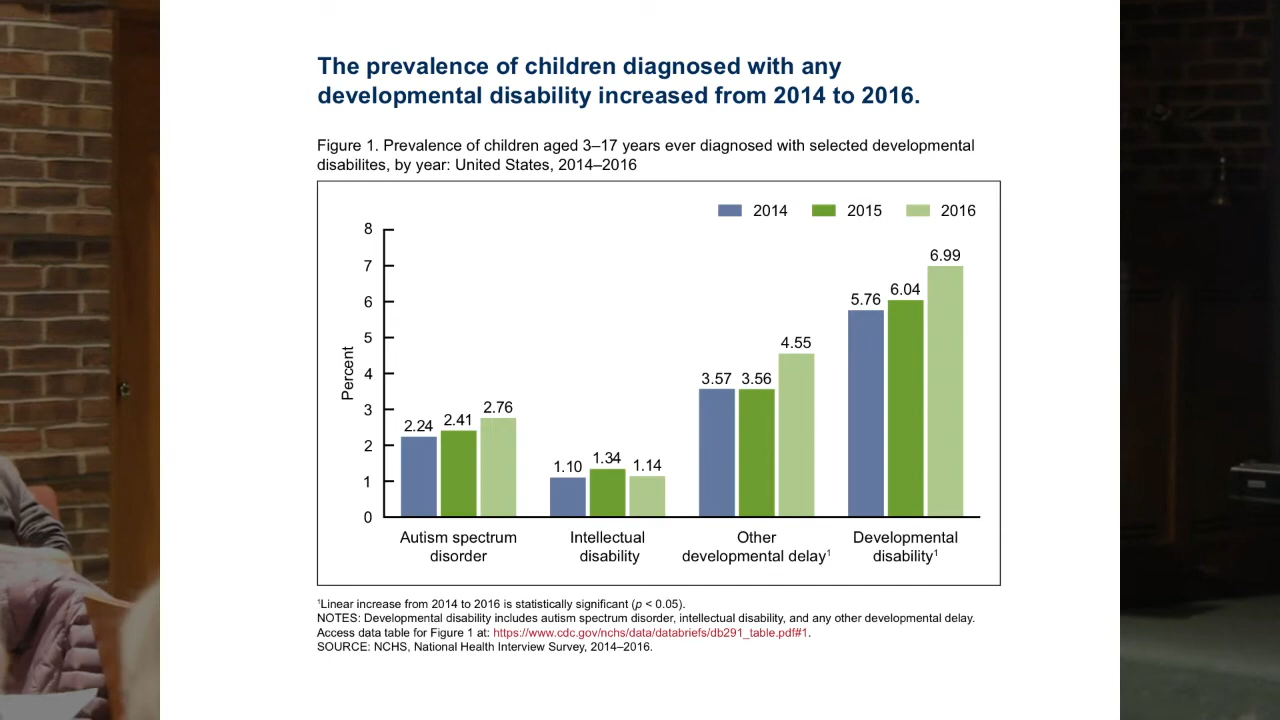 The prevalence of children diagnosed with any
developmental disability increased from 2014 to 2016.
Figure 1. Prevalence of children aged 3–17 years ever diagnosed with selected developmental
disabilites, by year: United States, 2014–2016
2014 2015 2016
8
7
6
5
4
3
2
1
0
Percent
2.24 2.41 2.76
1.10 1.34 1.14
3.57 3.56 4.55
5.76 6.04 6.99
Autism spectrum
disorder
Intellectual
disability
Other
developmental delay¹
Developmental
disability¹
¹Linear increase from 2014 to 2016 is statistically significant (p < 0.05).
NOTES: Developmental disability includes autism spectrum disorder, intellectual disability, and any other developmental delay.
Access data table for Figure 1 at: https://www.cdc.gov/nchs/data/databriefs/db291_table.pdf#1.
SOURCE: NCHS, National Health Interview Survey, 2014–2016.